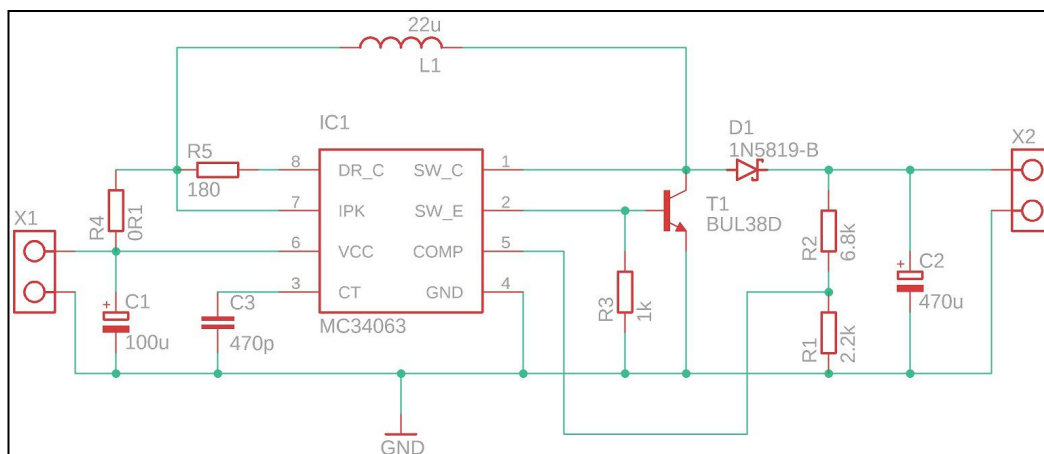 22u
L1
IC1
D1
1N5819-B
X2
R5
180
8
DR_C
SW_C
1
X1
R4
0R1
7
IPK
SW_E
2
T1
BUL38D
R2
6.8k
6
VCC
COMP
5
+
C1
100u
3
CT
GND
4
C3
470p
MC34063
R3
1k
+
C2
470u
R1
2.2k
GND